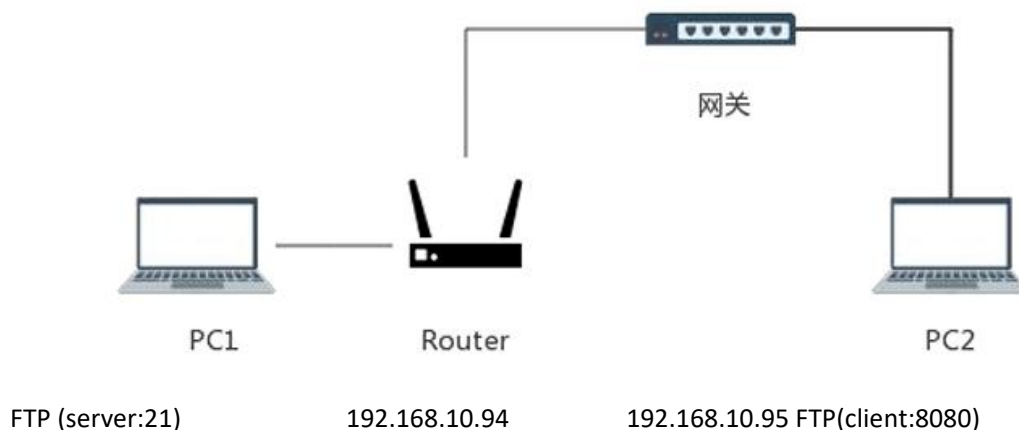 网关
PC1
Router
PC2
FTP (server:21)
192.168.10.94
192.168.10.95 FTP(client:8080)